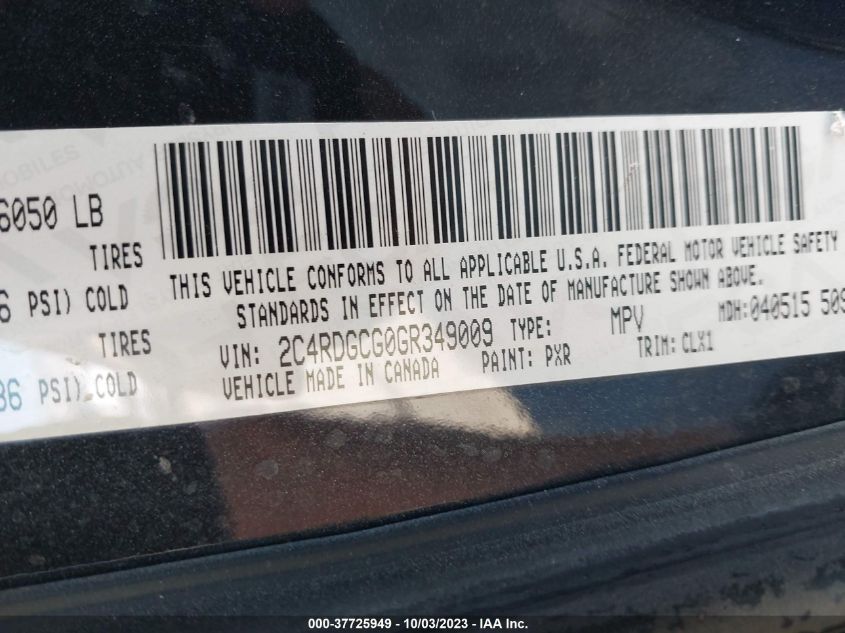 6050 LB
TIRES
6 PSI) COLD
TIRES
36 PSI) COLD
THIS VEHICLE CONFORMS TO ALL APPLICABLE U.S.A. FEDERAL MOTOR VEHICLE SAFETY
STANDARDS IN EFFECT ON THE DATE OF MANUFACTURE SHOWN ABOVE.
VIN: 2C4RDGCG0GR349009 TYPE: MPV MDH:040515 509
VEHICLE MADE IN CANADA PAINT: PXR TRIM: CLX1
000-37725949 - 10/03/2023 - IAA Inc.